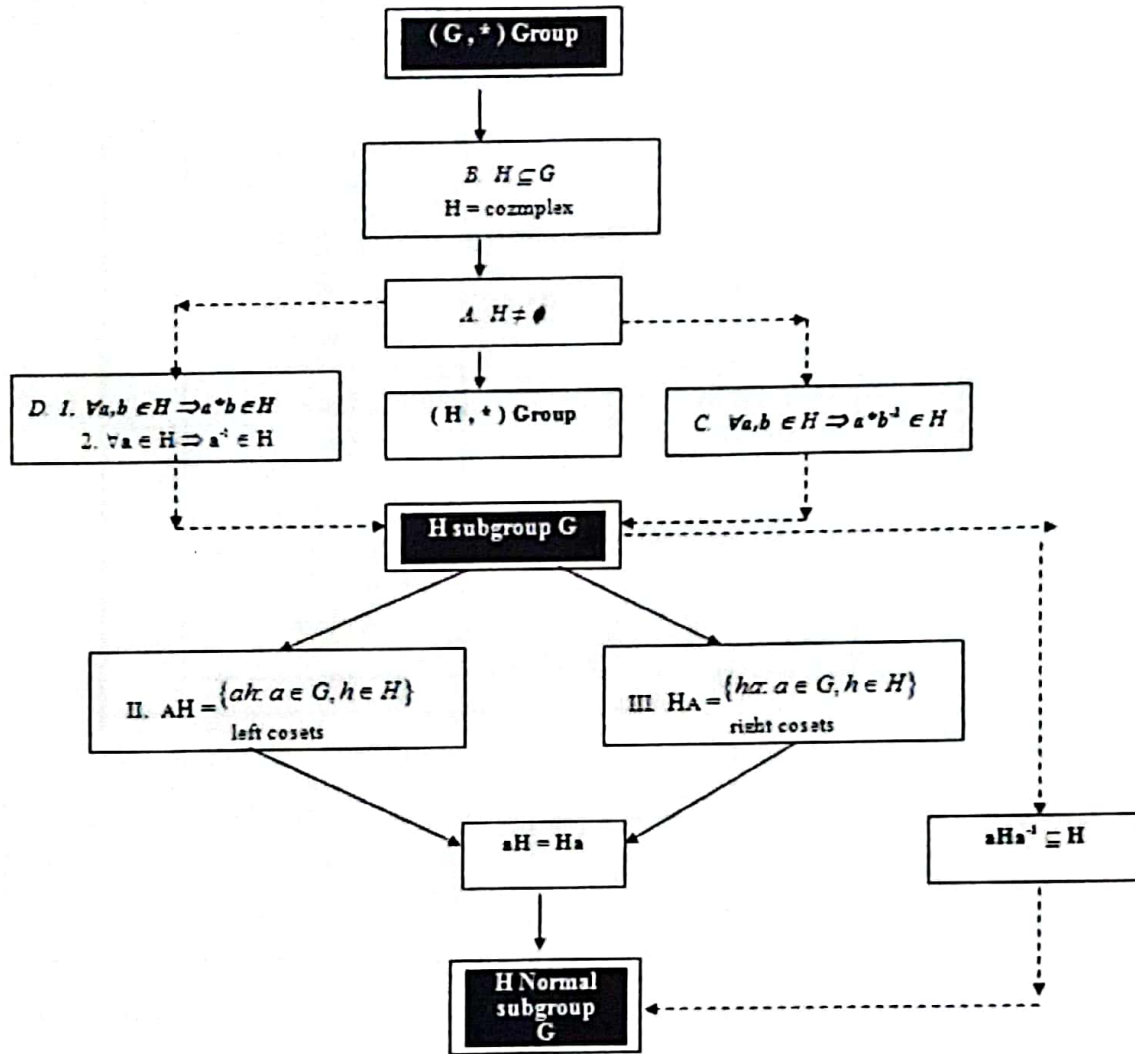 ( G , * ) Group
B. H ⊆ G
H = cozmplex
A. H ≠ ϕ
D. 1. ∀a,b ∈ H ⇒ a*b ∈ H
2. ∀a ∈ H ⇒ a⁻¹ ∈ H
( H , * ) Group
C. ∀a,b ∈ H ⇒ a*b⁻¹ ∈ H
H subgroup G
II. AH = {ah: a ∈ G, h ∈ H}
left cosets
III. HA = {ha: a ∈ G, h ∈ H}
right cosets
aH = Ha
aHa⁻¹ ⊆ H
H Normal
subgroup
G